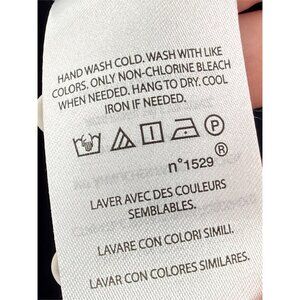 HAND WASH COLD. WASH WITH LIKE
COLORS. ONLY NON-CHLORINE BLEACH
WHEN NEEDED. HANG TO DRY. COOL
IRON IF NEEDED.
P
n°1529 ®
LAVER AVEC DES COULEURS
SEMBLABLES.
LAVARE CON COLORI SIMILI.
LAVAR CON COLORES SIMILARES.